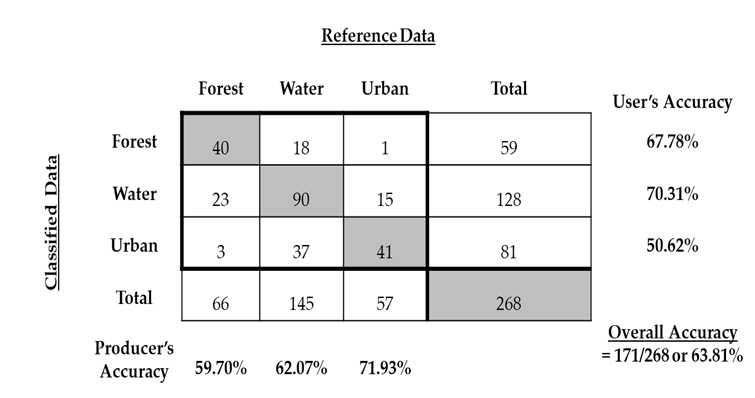 Reference Data
Forest Water Urban Total
User's Accuracy
Classified Data
Forest 40 18 1 59 67.78%
Water 23 90 15 128 70.31%
Urban 3 37 41 81 50.62%
Total 66 145 57 268
Overall Accuracy
= 171/268 or 63.81%
Producer's
Accuracy 59.70% 62.07% 71.93%